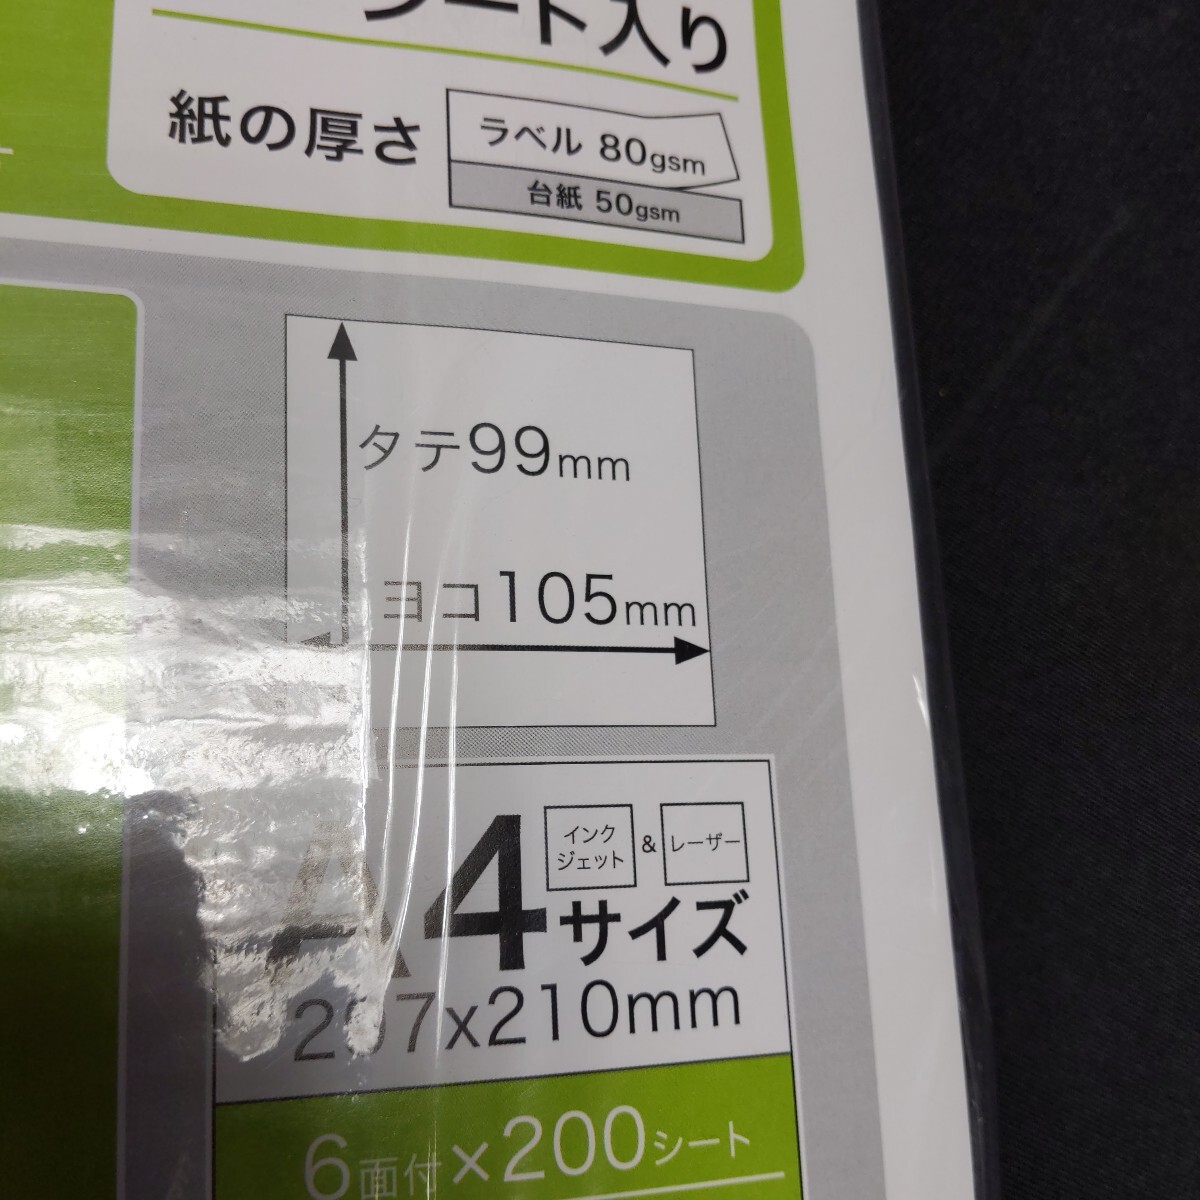 シート入り
紙の厚さ
ラベル 80gsm
台紙 50gsm
タテ99mm
ヨコ105mm
A4サイズ
インクジェット & レーザー
297x210mm
6面付×200シート